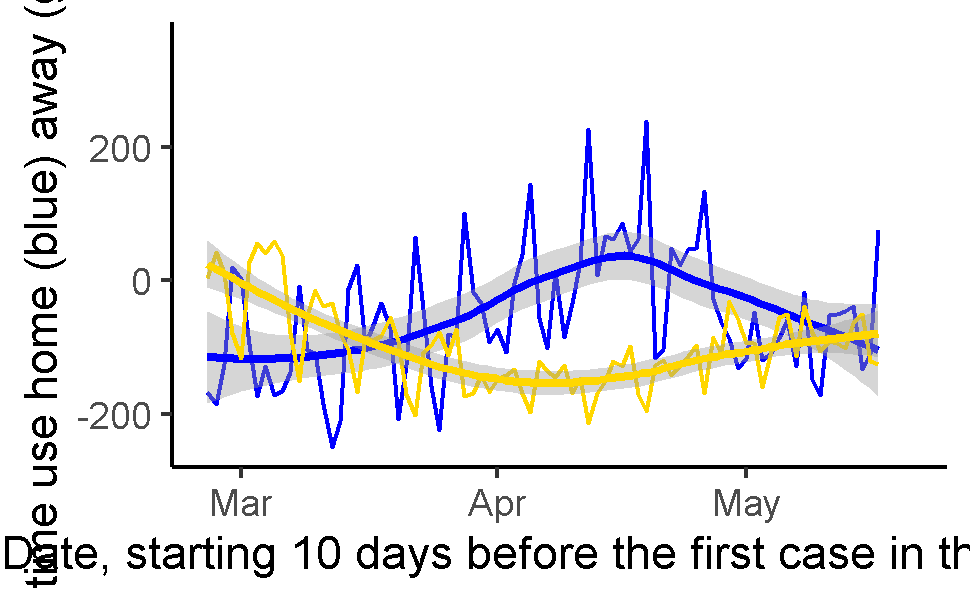 time use home (blue) away (
200
0
-200
Mar Apr May
Date, starting 10 days before the first case in th